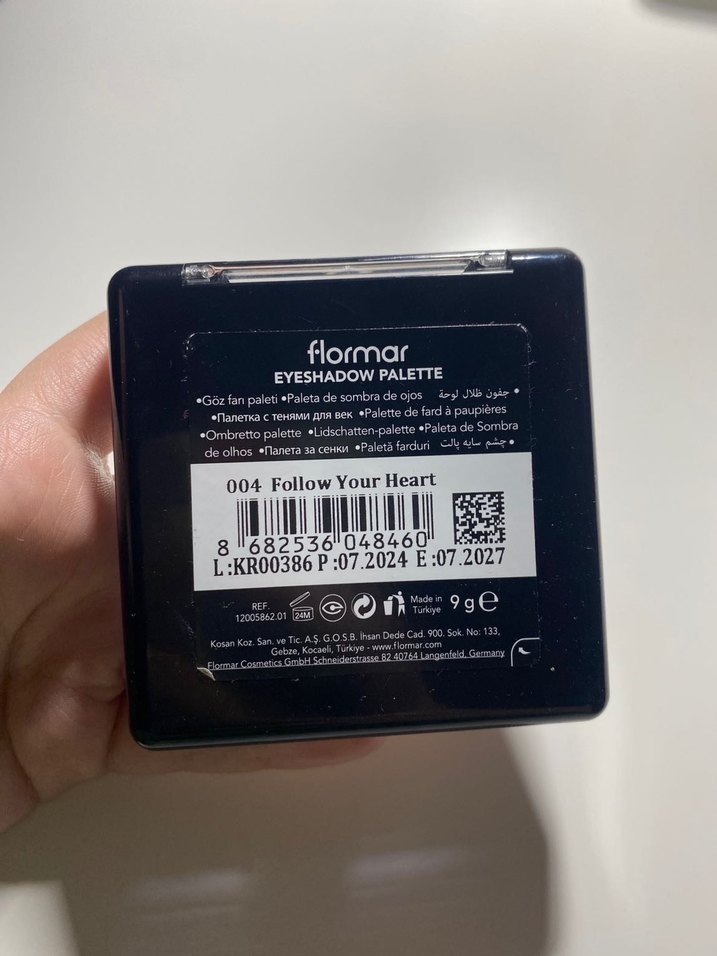 flormar
EYESHADOW PALETTE
•Göz farı paleti •Paleta de sombra de ojos جفون ظلال لوحة •
•Палетка с тенями для век •Palette de fard à paupières
•Ombretto palette •Lidschatten-palette •Paleta de Sombra
de olhos •Палета за сенки •Paletă farduri چشم سایه پالت •
004 Follow Your Heart
8 682536 048460
L:KR00386 P:07.2024 E:07.2027
REF.
12005862.01
24M
Made in
Türkiye
9 g ℮
Kosan Koz. San. ve Tic. A.Ş. G.O.S.B. İhsan Dede Cad. 900. Sok. No: 133,
Gebze, Kocaeli, Türkiye - www.flormar.com
Flormar Cosmetics GmbH Schneiderstrasse 82 40764 Langenfeld, Germany